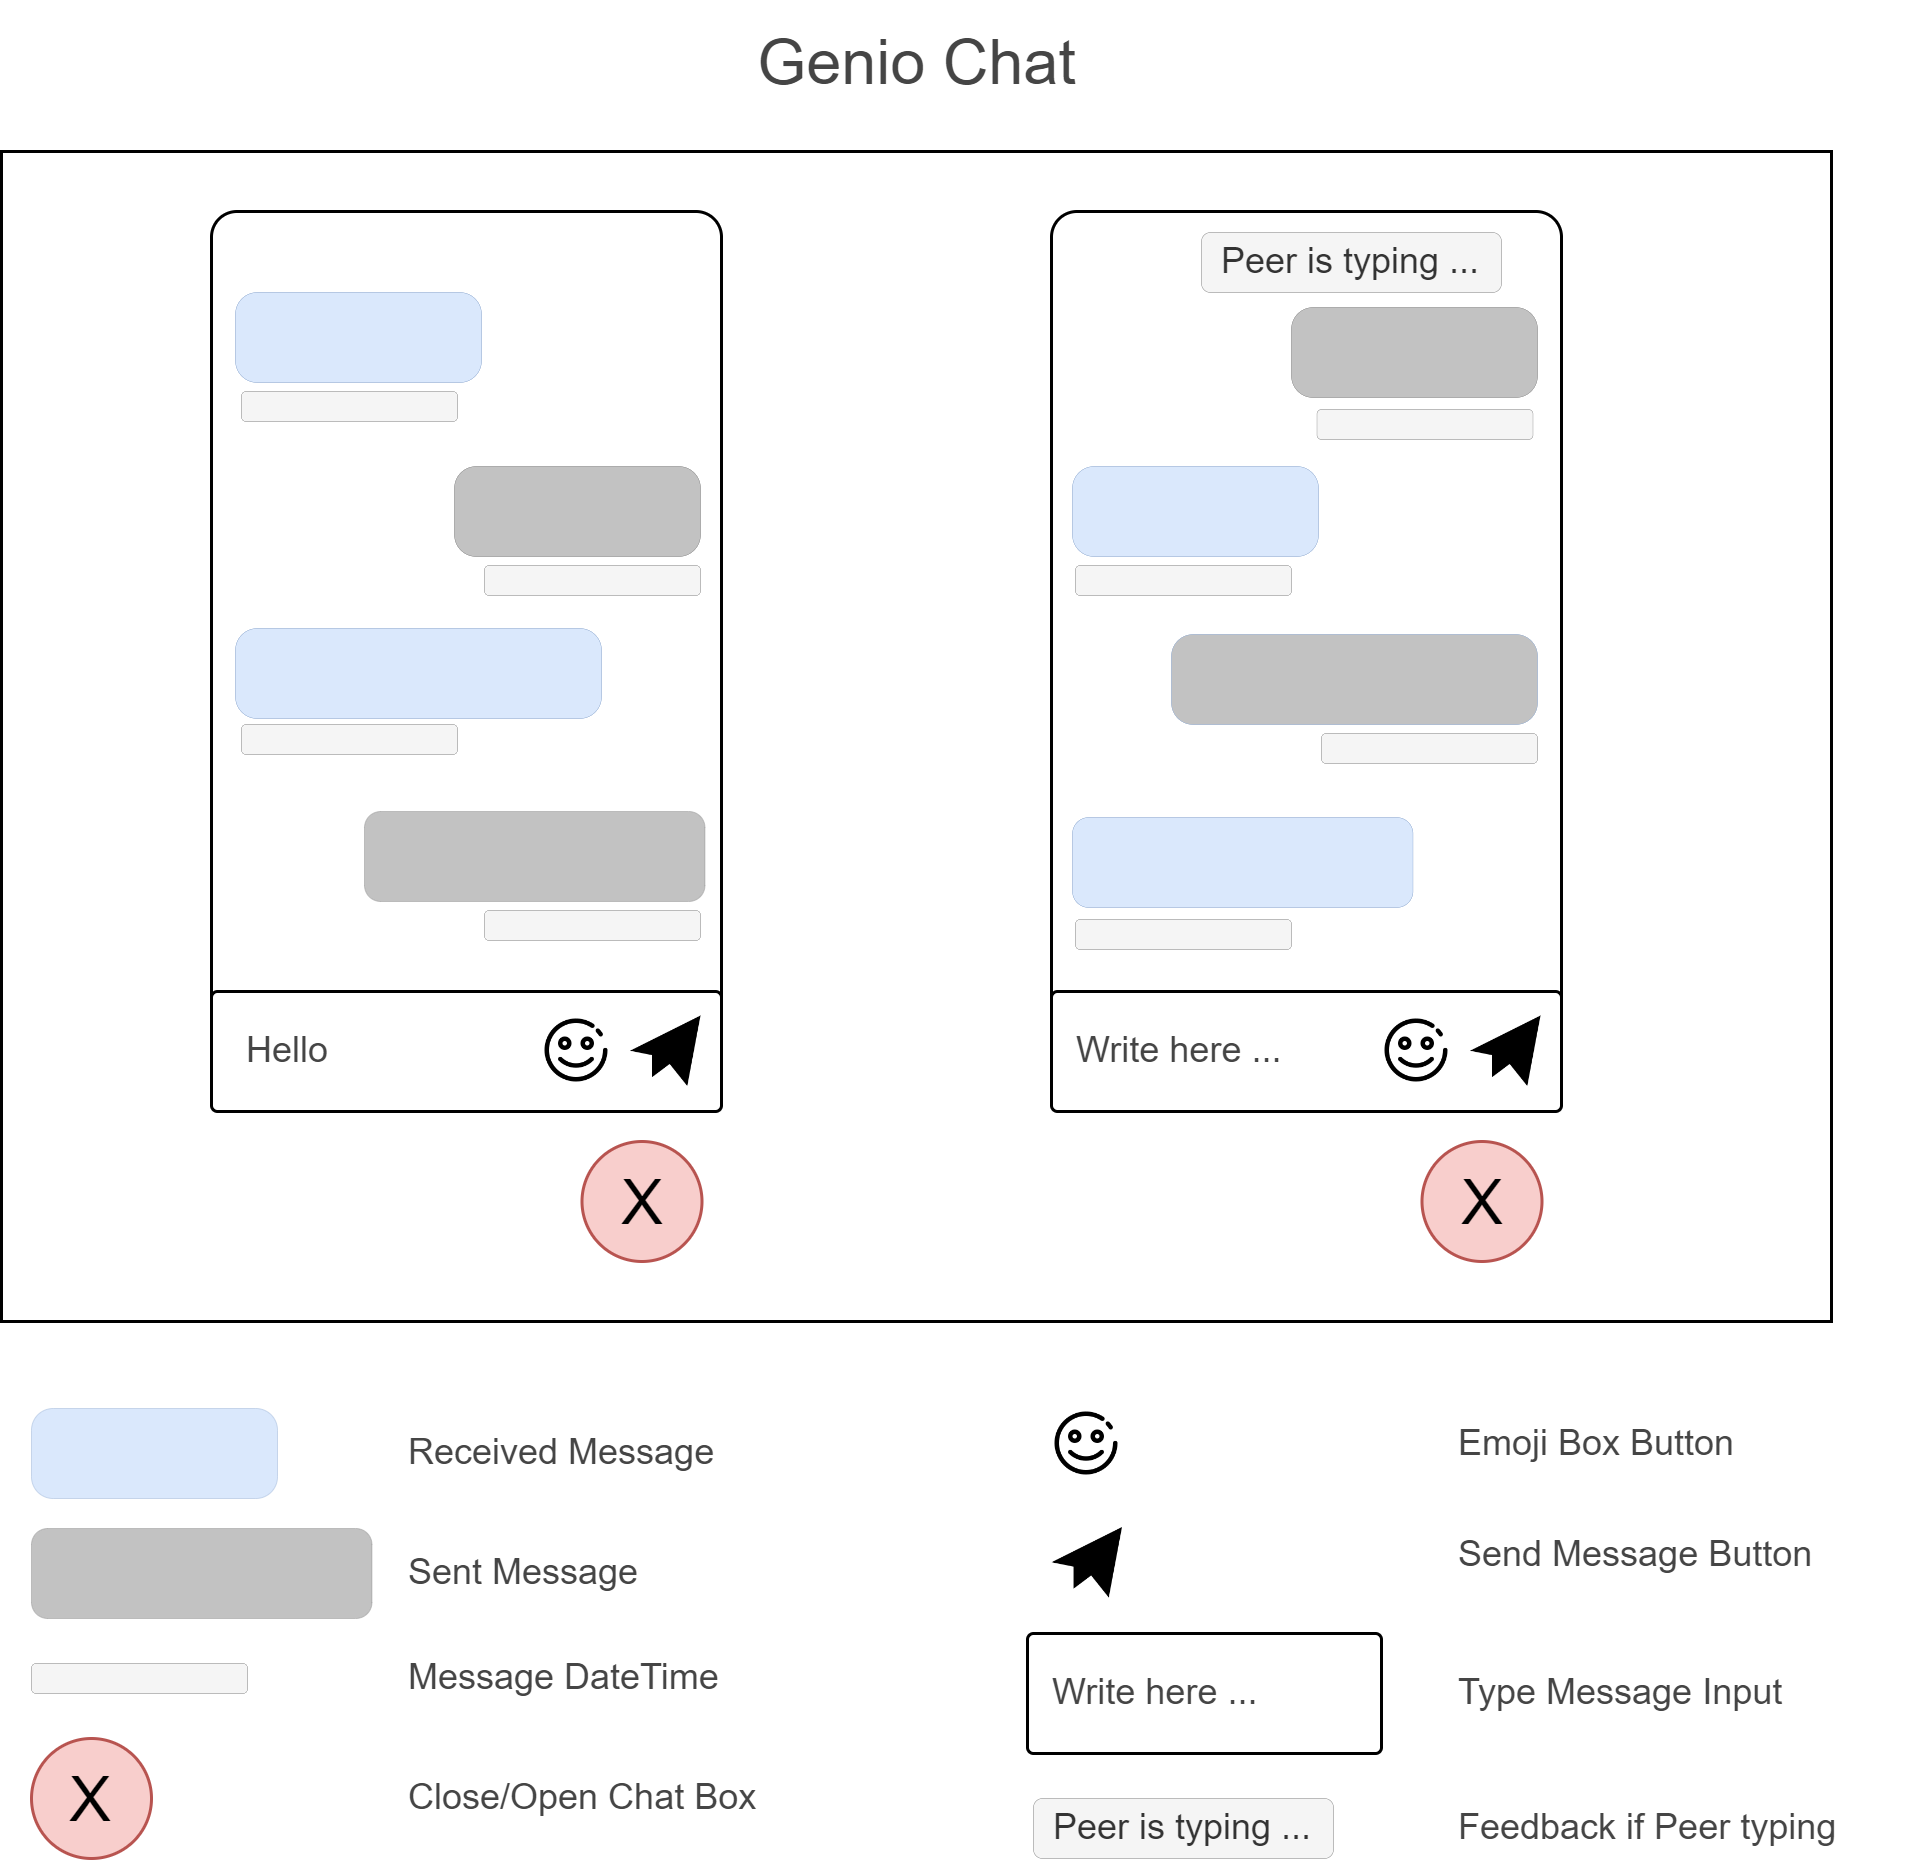 Genio Chat
Peer is typing ...
Hello
Write here ...
X
X
Received Message
Sent Message
Message DateTime
X
Close/Open Chat Box
Emoji Box Button
Send Message Button
Write here ...
Type Message Input
Peer is typing ...
Feedback if Peer typing